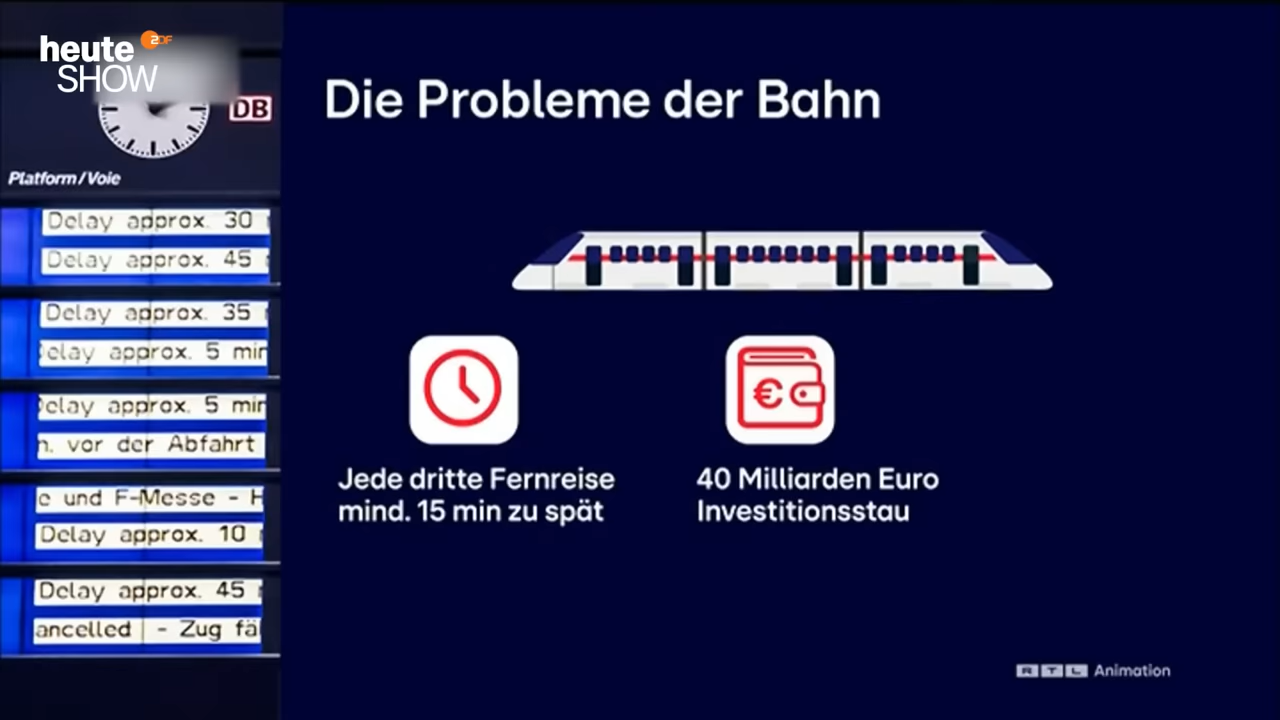 heute
ZDF
SHOW
DB
Platform/Voie
Delay approx. 30
Delay approx. 45
Delay approx. 35
elay approx. 5 min
elay approx. 5 min
n. vor der Abfahrt
e und F-Messe - H
Delay approx. 10
Delay approx. 45
ancelled - Zug fä
Die Probleme der Bahn
€
Jede dritte Fernreise
mind. 15 min zu spät
40 Milliarden Euro
Investitionsstau
RTL Animation